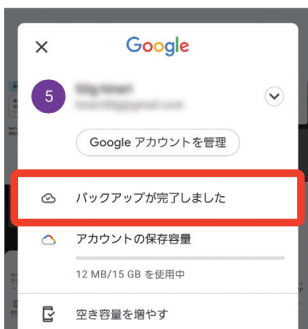 Google
5
Google アカウントを管理
バックアップが完了しました
アカウントの保存容量
12 MB/15 GB を使用中
空き容量を増やす